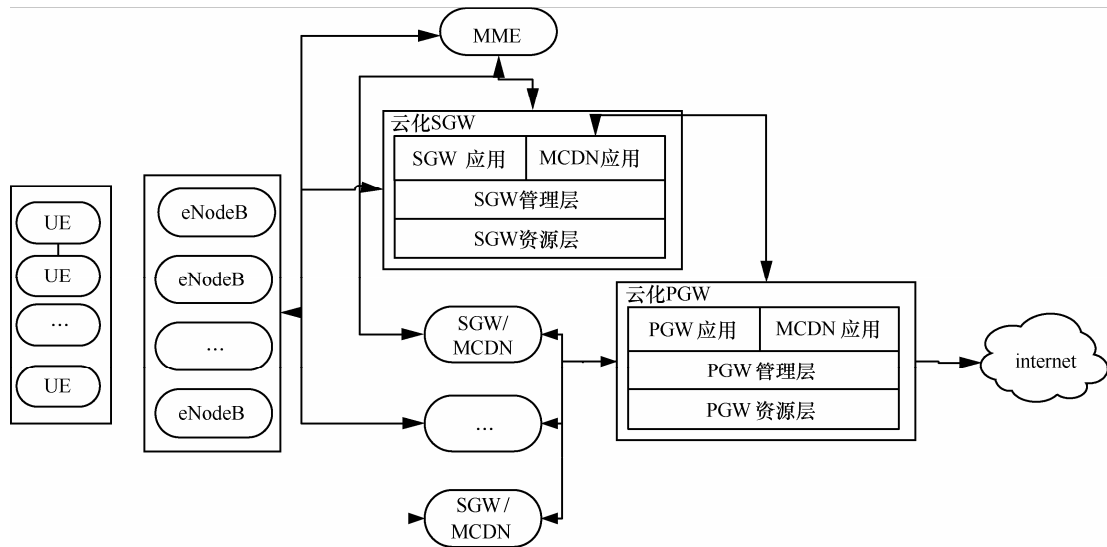 MME
云化SGW
SGW 应用
MCDN应用
SGW管理层
SGW资源层
UE
UE
...
UE
eNodeB
eNodeB
...
eNodeB
SGW/
MCDN
...
SGW/
MCDN
云化PGW
PGW 应用
MCDN 应用
PGW 管理层
PGW 资源层
internet